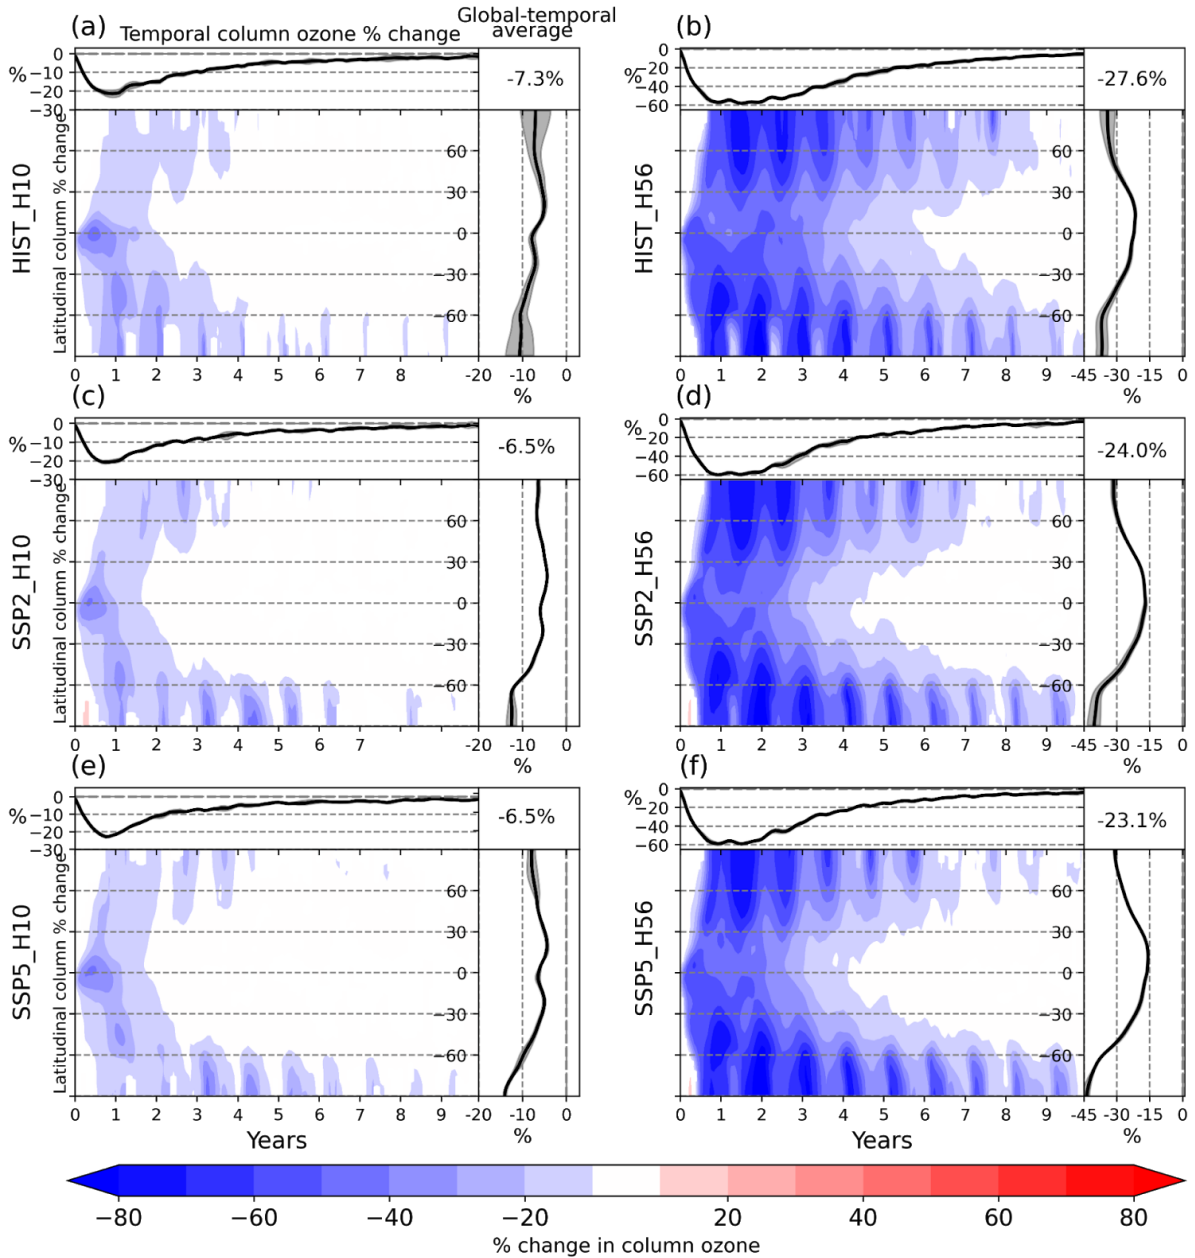 (a)
Temporal column ozone % change
Global-temporal
average
(b)
%
0
−10
−20
−30
-7.3%
%
0
−20
−40
−60
-27.6%
HIST_H10
Latitudinal column % change
60
30
0
−30
−60
HIST_H56
60
30
0
−30
−60
0 1 2 3 4 5 6 7 8 -20 -10 0
%
0 1 2 3 4 5 6 7 8 9 -45 -30 -15 0
%
(c)
(d)
%
0
−10
−20
−30
-6.5%
%
0
−20
−40
−60
-24.0%
SSP2_H10
Latitudinal column % change
60
30
0
−30
−60
SSP2_H56
60
30
0
−30
−60
0 1 2 3 4 5 6 7 9 -20 -10 0
%
0 1 2 3 4 5 6 7 8 9 -45 -30 -15 0
%
(e)
(f)
%
0
−10
−20
−30
-6.5%
%
0
−20
−40
−60
-23.1%
SSP5_H10
Latitudinal column % change
60
30
0
−30
−60
SSP5_H56
60
30
0
−30
−60
0 1 2 3 4 5 6 7 8 9 -20 -10 0
Years
%
0 1 2 3 4 5 6 7 8 9 -45 -30 -15 0
Years
%
−80 −60 −40 −20 20 40 60 80
% change in column ozone